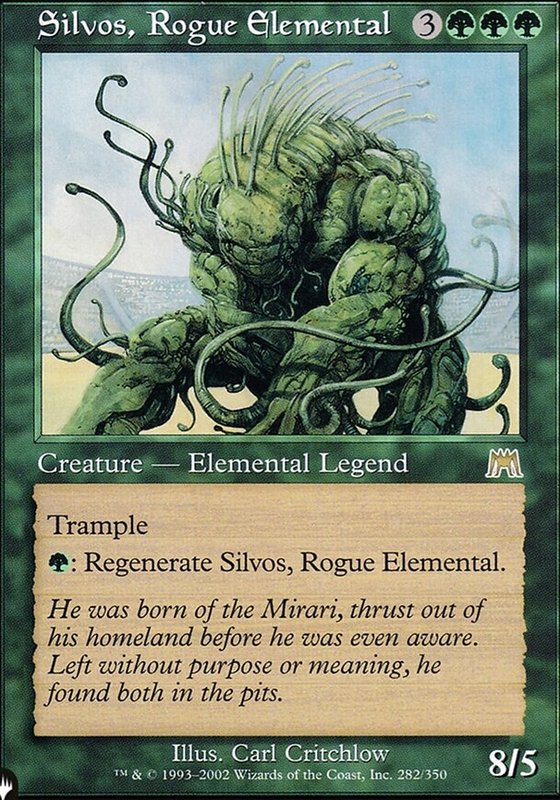 Silvos, Rogue Elemental 3
Creature — Elemental Legend
Trample
: Regenerate Silvos, Rogue Elemental.
He was born of the Mirari, thrust out of
his homeland before he was even aware.
Left without purpose or meaning, he
found both in the pits.
Illus. Carl Critchlow
™ & © 1993–2002 Wizards of the Coast, Inc. 282/350
8/5